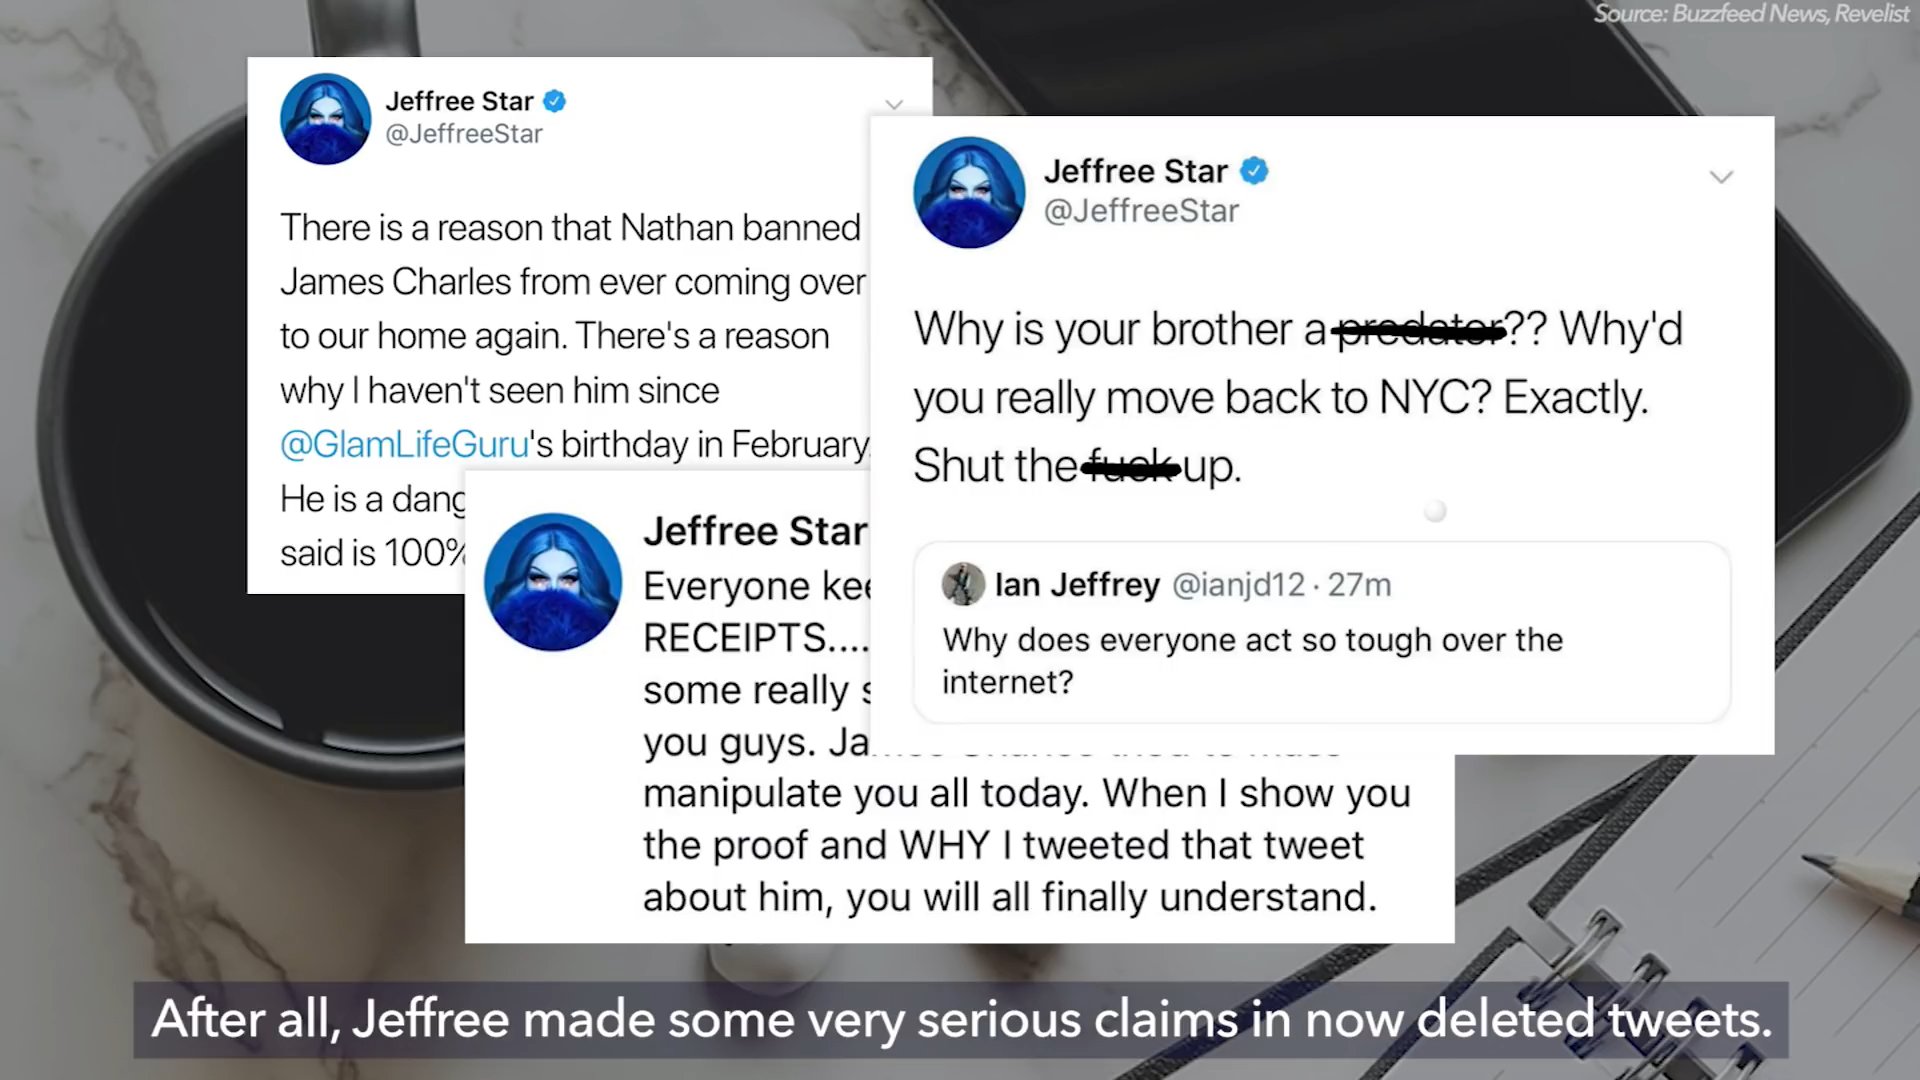 Source: Buzzfeed News, Revelist
Jeffree Star
@JeffreeStar
There is a reason that Nathan banned
James Charles from ever coming over
to our home again. There's a reason
why I haven't seen him since
@GlamLifeGuru's birthday in February.
He is a dang
said is 100%
Jeffree Star
@JeffreeStar
Why is your brother a predator?? Why'd
you really move back to NYC? Exactly.
Shut the fuck up.
Ian Jeffrey @ianjd12 · 27m
Why does everyone act so tough over the
internet?
Jeffree Star
Everyone kee
RECEIPTS....
some really s
you guys. Ja
manipulate you all today. When I show you
the proof and WHY I tweeted that tweet
about him, you will all finally understand.
After all, Jeffree made some very serious claims in now deleted tweets.